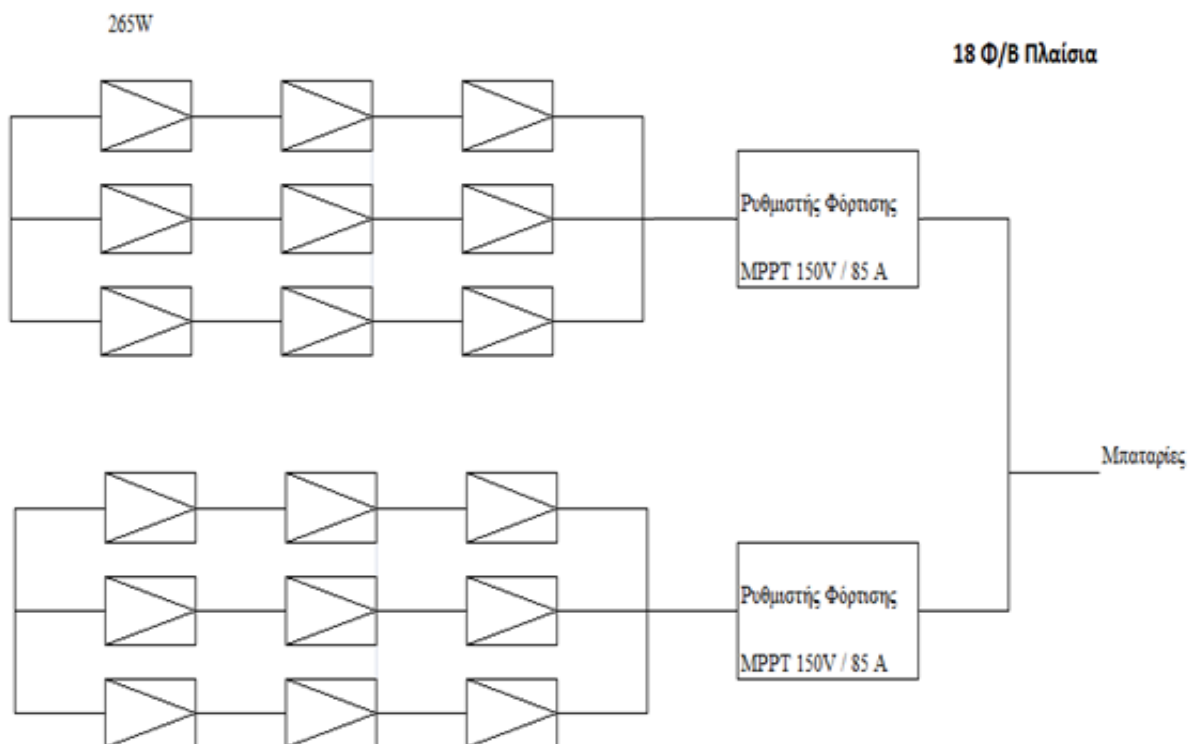 265W
18 Φ/Β Πλαίσια
Ρυθμιστής Φόρτισης
MPPT 150V / 85 A
Μπαταρίες
Ρυθμιστής Φόρτισης
MPPT 150V / 85 A